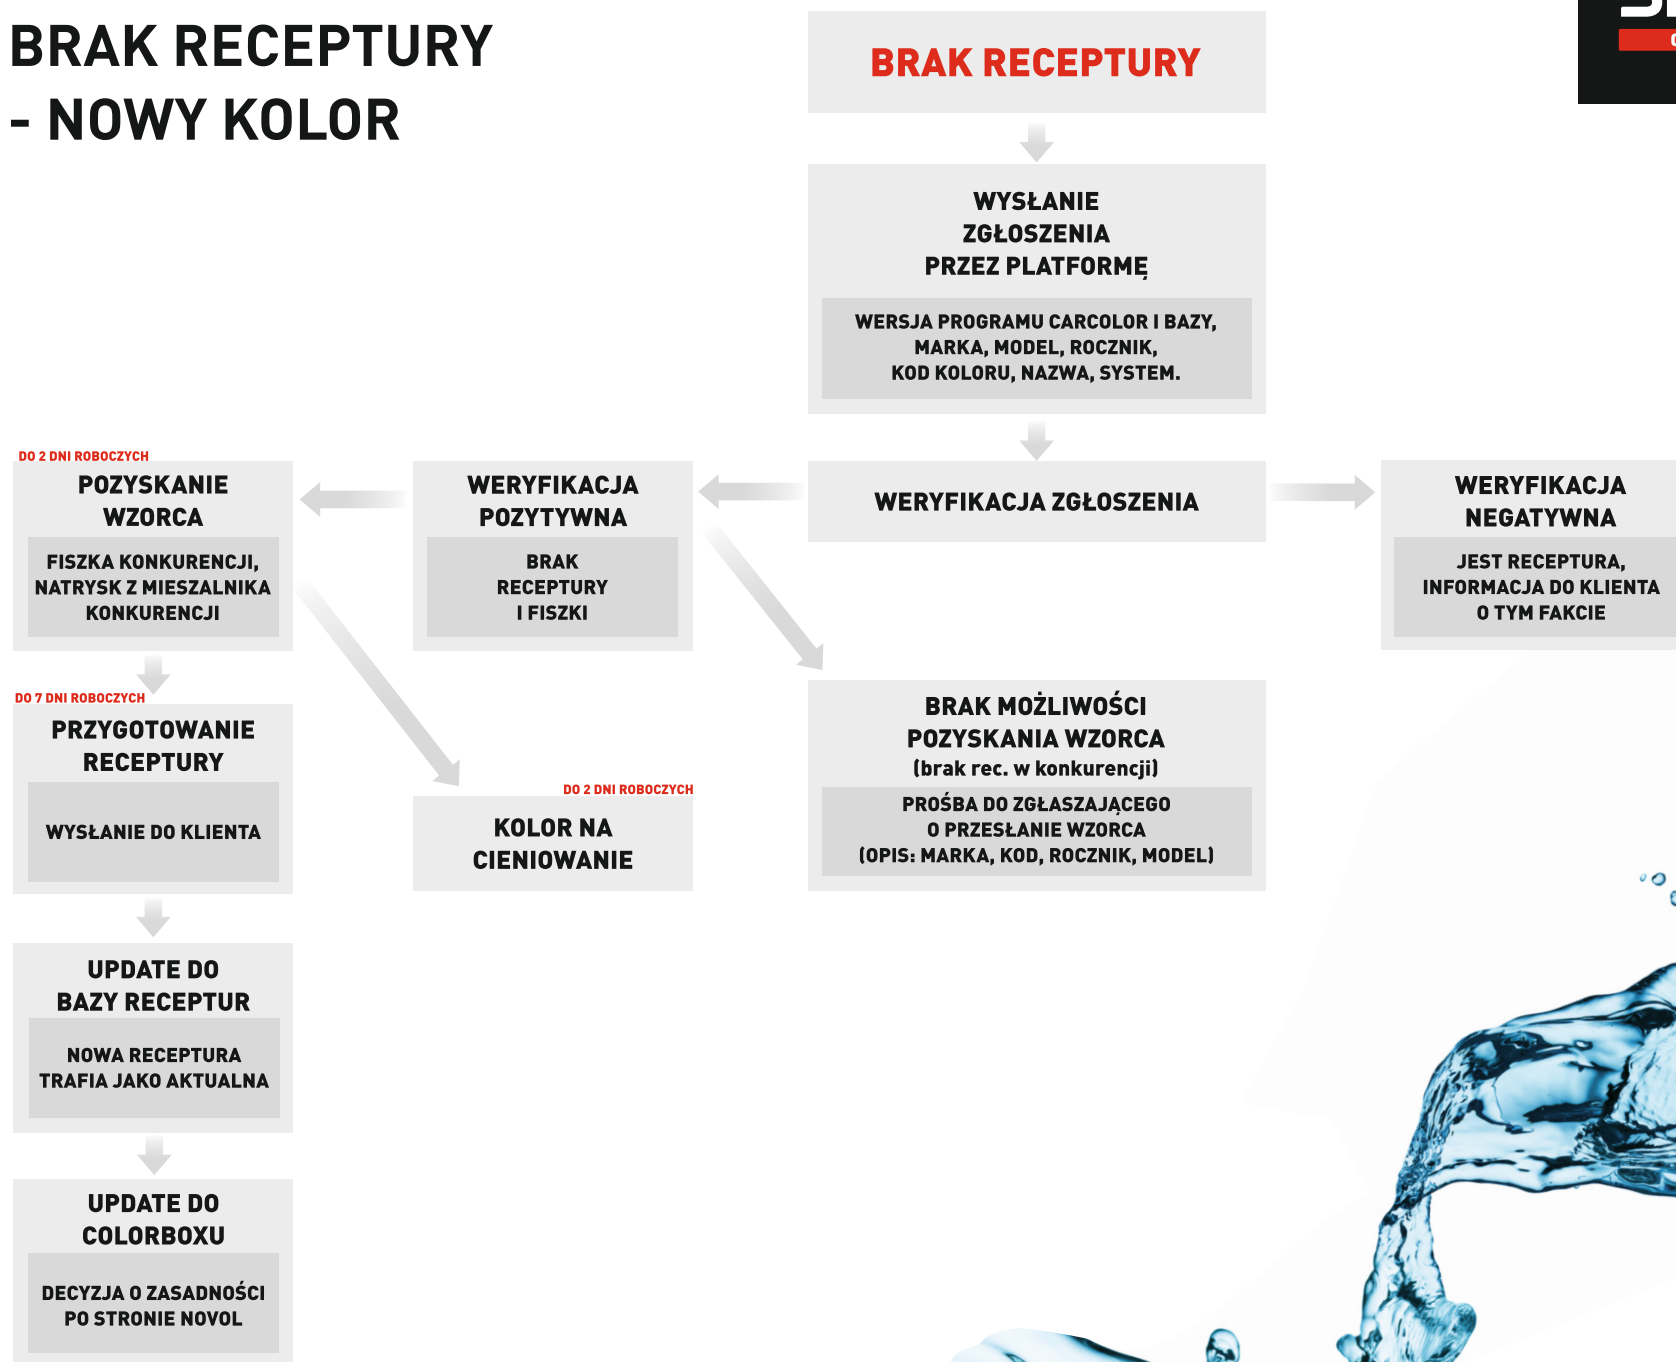 BRAK RECEPTURY
- NOWY KOLOR
BRAK RECEPTURY
WYSŁANIE
ZGŁOSZENIA
PRZEZ PLATFORMĘ
WERSJA PROGRAMU CARCOLOR I BAZY,
MARKA, MODEL, ROCZNIK,
KOD KOLORU, NAZWA, SYSTEM.
DO 2 DNI ROBOCZYCH
POZYSKANIE
WZORCA
FISZKA KONKURENCJI,
NATRYSK Z MIESZALNIKA
KONKURENCJI
WERYFIKACJA
POZYTYWNA
BRAK
RECEPTURY
I FISZKI
WERYFIKACJA ZGŁOSZENIA
WERYFIKACJA
NEGATYWNA
JEST RECEPTURA,
INFORMACJA DO KLIENTA
O TYM FAKCIE
DO 7 DNI ROBOCZYCH
PRZYGOTOWANIE
RECEPTURY
WYSŁANIE DO KLIENTA
DO 2 DNI ROBOCZYCH
KOLOR NA
CIENIOWANIE
BRAK MOŻLIWOŚCI
POZYSKANIA WZORCA
(brak rec. w konkurencji)
PROŚBA DO ZGŁASZAJĄCEGO
O PRZESŁANIE WZORCA
(OPIS: MARKA, KOD, ROCZNIK, MODEL)
UPDATE DO
BAZY RECEPTUR
NOWA RECEPTURA
TRAFIA JAKO AKTUALNA
UPDATE DO
COLORBOXU
DECYZJA O ZASADNOŚCI
PO STRONIE NOVOL